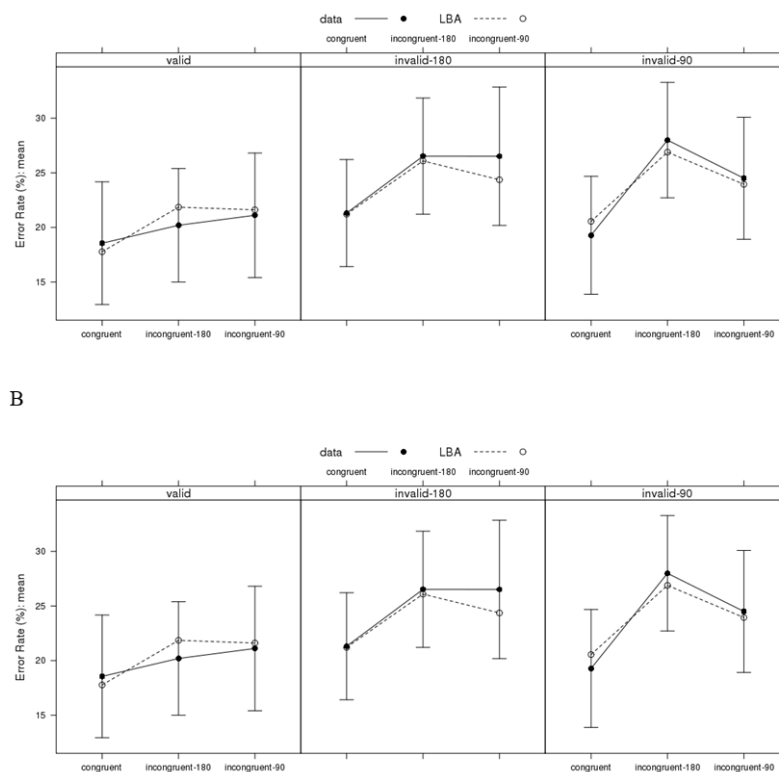 data LBA
congruent incongruent-180 incongruent-90
valid invalid-180 invalid-90
Error Rate (%): mean
30
25
20
15
congruent incongruent-180 incongruent-90 congruent incongruent-180 incongruent-90
B
data LBA
congruent incongruent-180 incongruent-90
valid invalid-180 invalid-90
Error Rate (%): mean
30
25
20
15
congruent incongruent-180 incongruent-90 congruent incongruent-180 incongruent-90